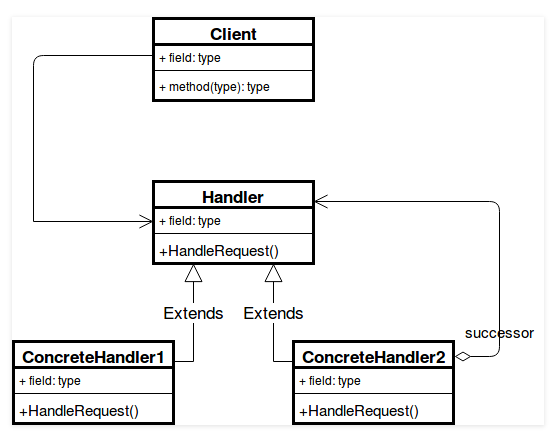 Client
+ field: type
+ method(type): type
Handler
+ field: type
+HandleRequest()
Extends
Extends
successor
ConcreteHandler1
+ field: type
+HandleRequest()
ConcreteHandler2
+ field: type
+HandleRequest()